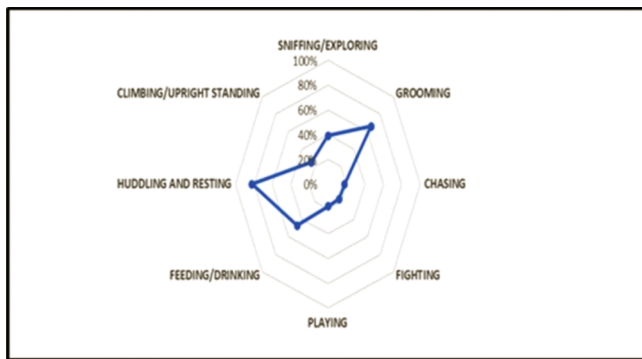 SNIFFING/EXPLORING
100%
CLIMBING/UPRIGHT STANDING
80%
GROOMING
60%
40%
20%
HUDDLING AND RESTING
0%
CHASING
FEEDING/DRINKING
FIGHTING
PLAYING